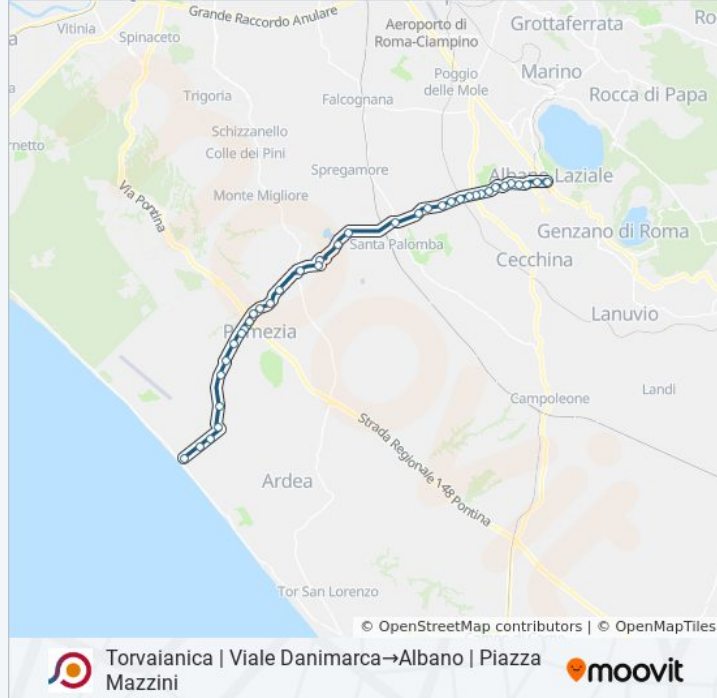 Vitinia
Grande Raccordo Anulare
Aeroporto di
Roma-Ciampino
Grottaferrata
Ro
a
Spinaceto
Marino
Poggio
delle Mole
Rocca di Papa
Trigoria
Falcognana
rnetto
Schizzanello
Colle dei Pini
Spregamore
Albano Laziale
Via Pontina
Monte Migliore
Genzano di Roma
Santa Palomba
Cecchina
Lanuvio
Pomezia
Landi
Campoleone
Strada Regionale 148 Pontina
Ardea
Tor San Lorenzo
© OpenStreetMap contributors | © OpenMapTiles
Torvaianica | Viale Danimarca→Albano | Piazza
Mazzini
moovit